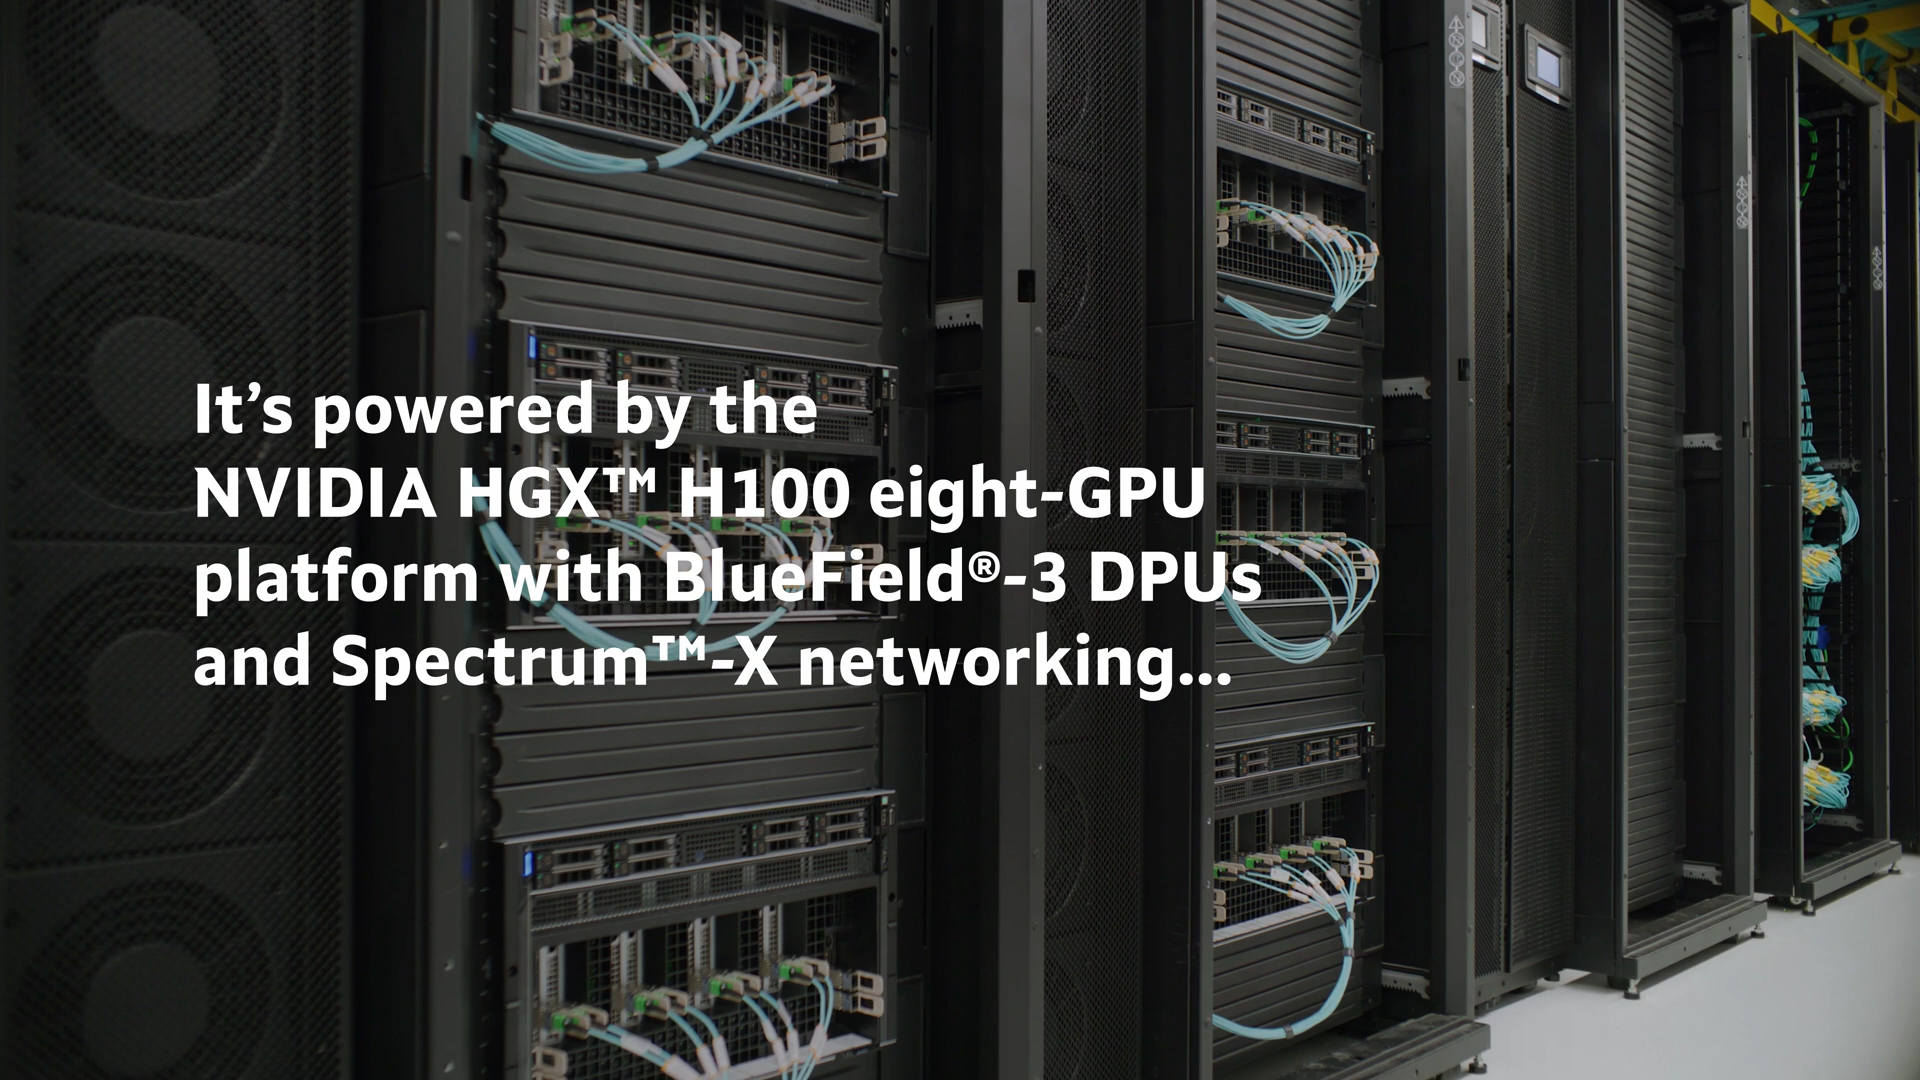 It’s powered by the
NVIDIA HGX™ H100 eight-GPU
platform with BlueField®-3 DPUs
and Spectrum™-X networking...